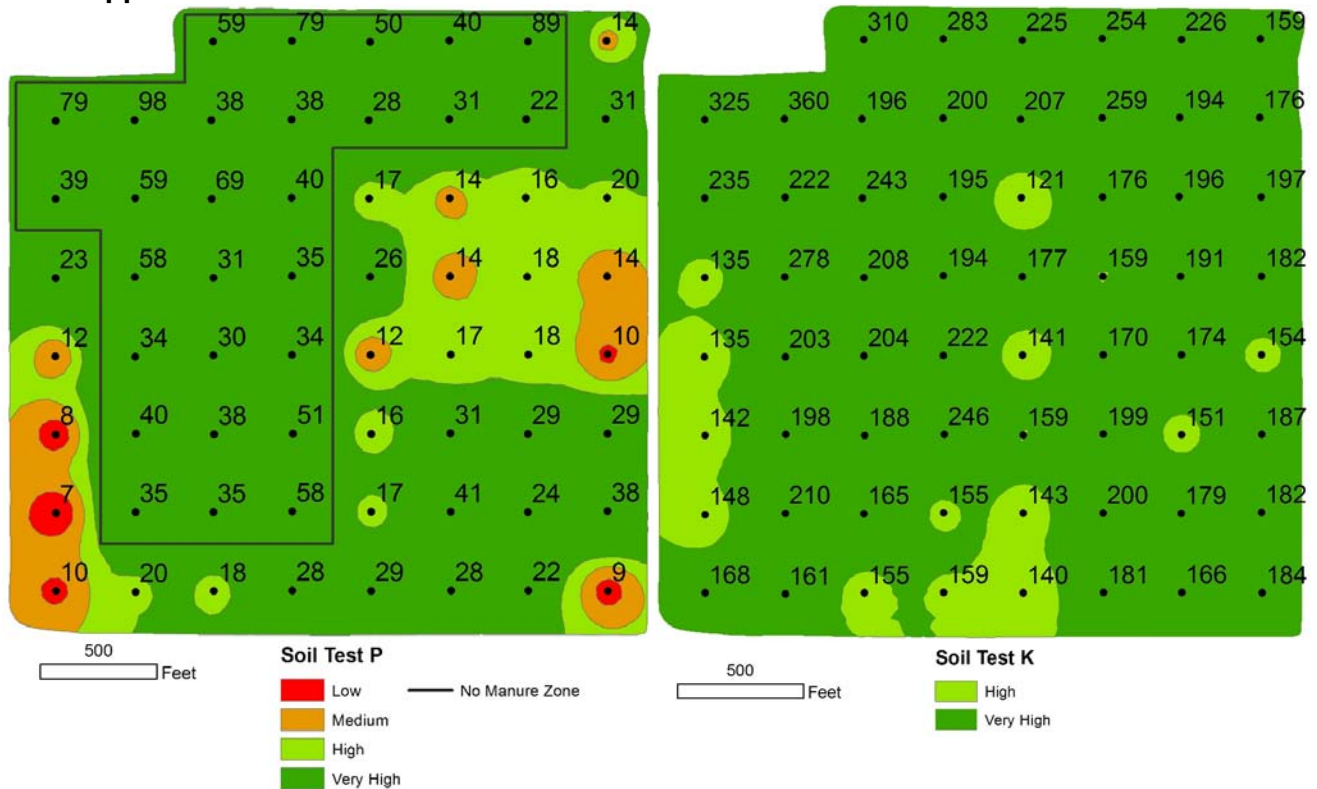 59 79 50 40 89 14
79 98 38 38 28 31 22 31
39 59 69 40 17 14 16 20
23 58 31 35 26 14 18 14
12 34 30 34 12 17 18 10
8 40 38 51 16 31 29 29
7 35 35 58 17 41 24 38
10 20 18 28 29 28 22 9
500
Feet
Soil Test P
Low
Medium
High
Very High
No Manure Zone
310 283 225 254 226 159
325 360 196 200 207 259 194 176
235 222 243 195 121 176 196 197
135 278 208 194 177 159 191 182
135 203 204 222 141 170 174 154
142 198 188 246 159 199 151 187
148 210 165 155 143 200 179 182
168 161 155 159 140 181 166 184
500
Feet
Soil Test K
High
Very High